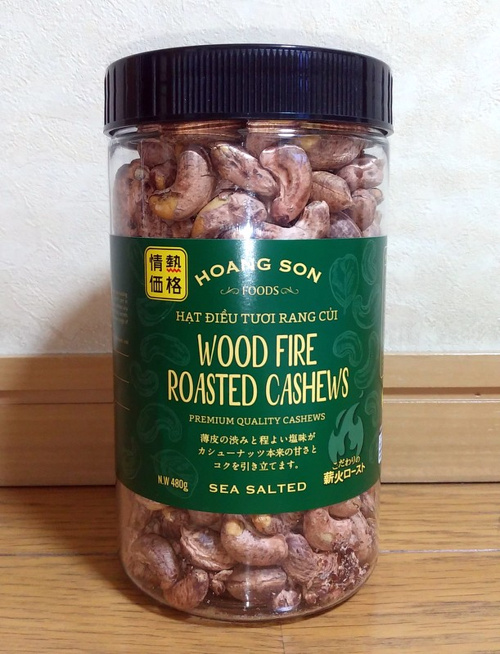 情熱
価格
HOANG SON
FOODS
HẠT ĐIỀU TƯƠI RANG CỦI
WOOD FIRE
ROASTED CASHEWS
PREMIUM QUALITY CASHEWS
薄皮の渋みと程よい塩味が
カシューナッツ本来の甘さと
コクを引き立てます。
こだわりの
薪火ロースト
N.W 480g
SEA SALTED